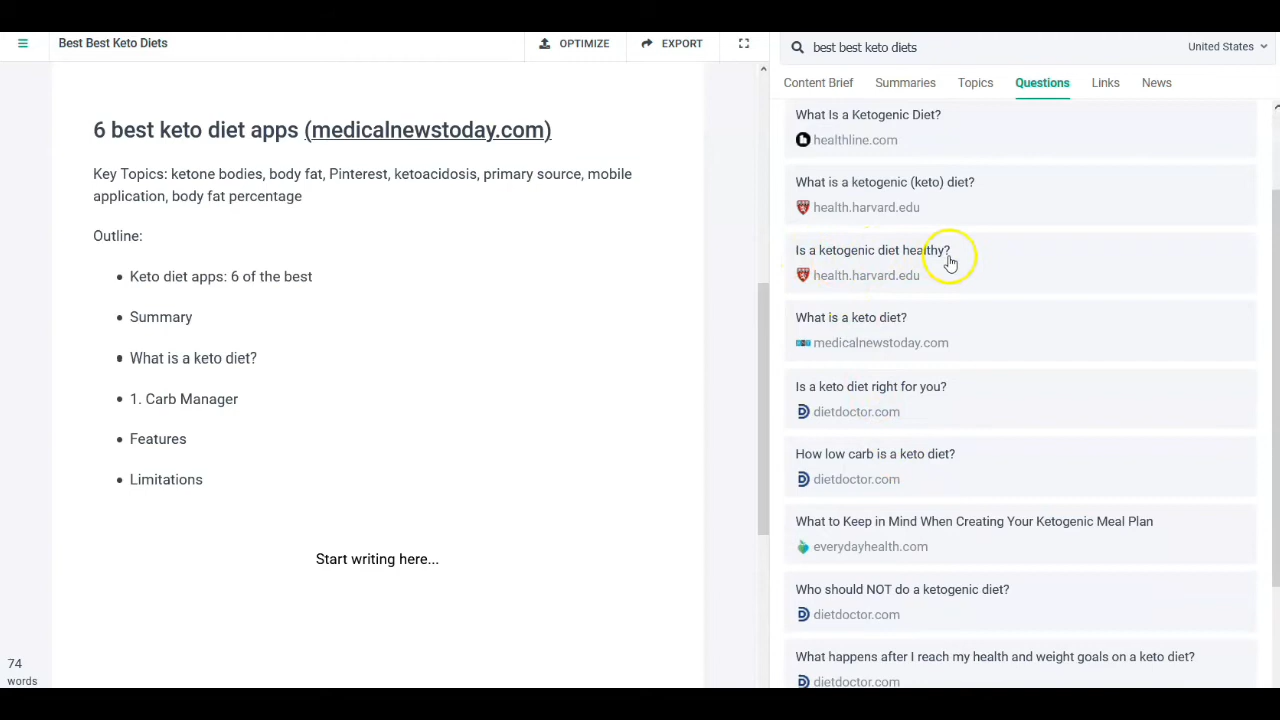 Best Best Keto Diets
OPTIMIZE
EXPORT
best best keto diets
United States
Content Brief
Summaries
Topics
Questions
Links
News
6 best keto diet apps (medicalnewstoday.com)
Key Topics: ketone bodies, body fat, Pinterest, ketoacidosis, primary source, mobile
application, body fat percentage
Outline:
• Keto diet apps: 6 of the best
• Summary
• What is a keto diet?
• 1. Carb Manager
• Features
• Limitations
Start writing here...
74
words
What Is a Ketogenic Diet?
healthline.com
What is a ketogenic (keto) diet?
health.harvard.edu
Is a ketogenic diet healthy?
health.harvard.edu
What is a keto diet?
medicalnewstoday.com
Is a keto diet right for you?
dietdoctor.com
How low carb is a keto diet?
dietdoctor.com
What to Keep in Mind When Creating Your Ketogenic Meal Plan
everydayhealth.com
Who should NOT do a ketogenic diet?
dietdoctor.com
What happens after I reach my health and weight goals on a keto diet?
dietdoctor.com